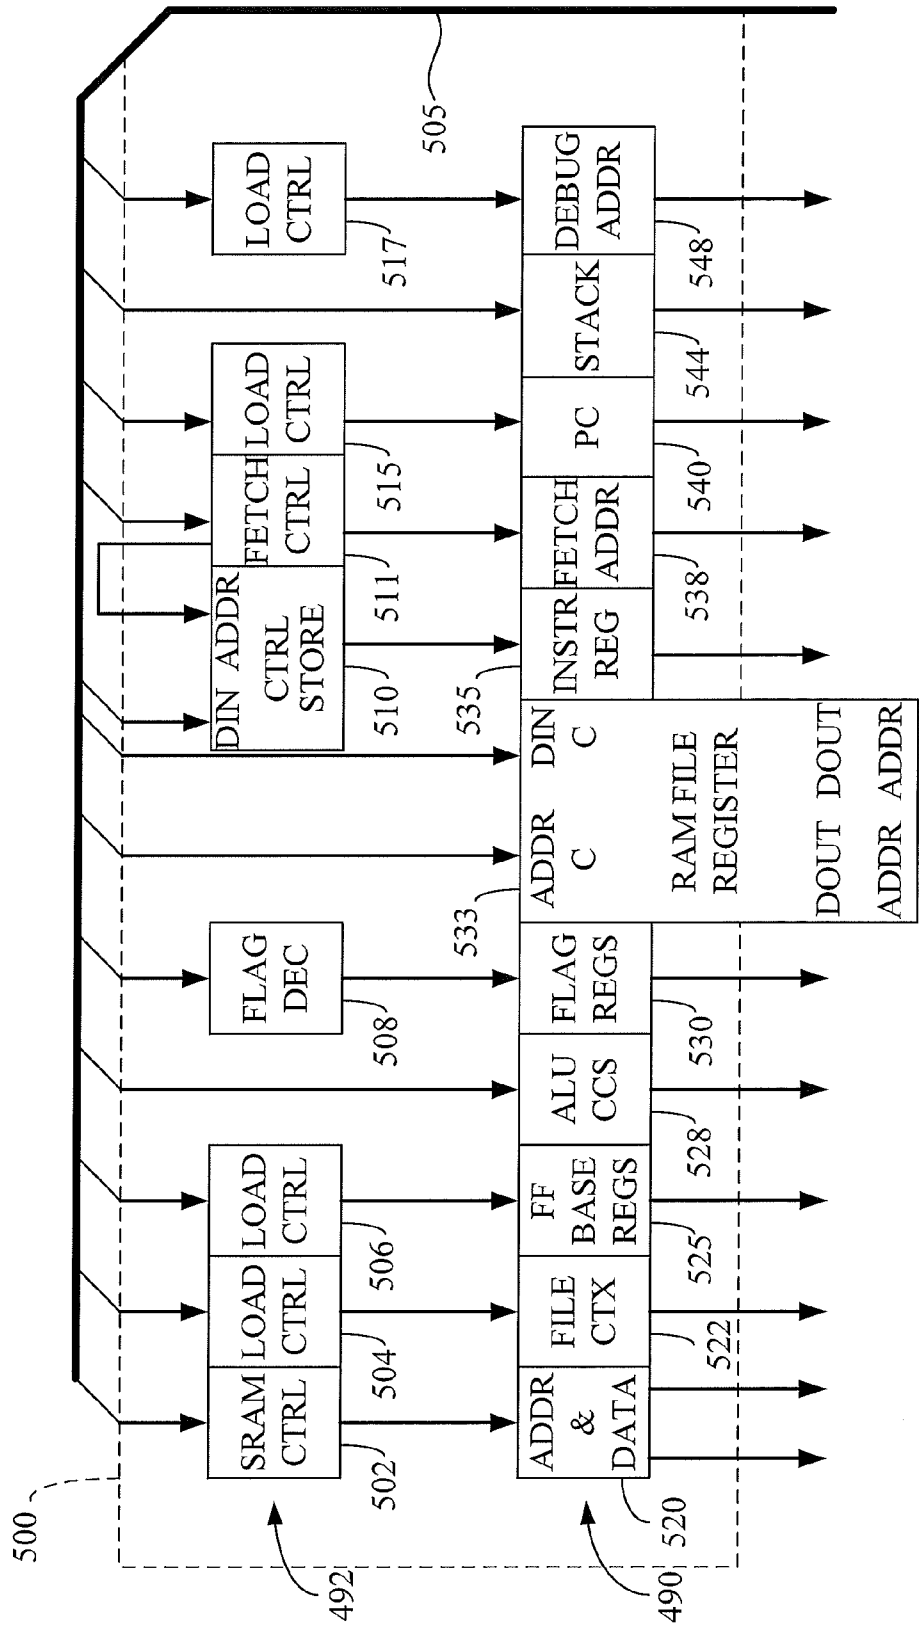 500
505
492
SRAM
CTRL
502
LOAD
CTRL
504
LOAD
CTRL
506
FLAG
DEC
508
DIN ADDR
CTRL
STORE
510
FETCH
CTRL
511
LOAD
CTRL
515
LOAD
CTRL
517
490
ADDR
&
DATA
520
FILE
CTX
522
FF
BASE
REGS
525
ALU
CCS
528
FLAG
REGS
530
533
ADDR DIN
C C
RAM FILE
REGISTER
DOUT DOUT
ADDR ADDR
535
INSTR
REG
FETCH
ADDR
538
PC
540
STACK
544
DEBUG
ADDR
548